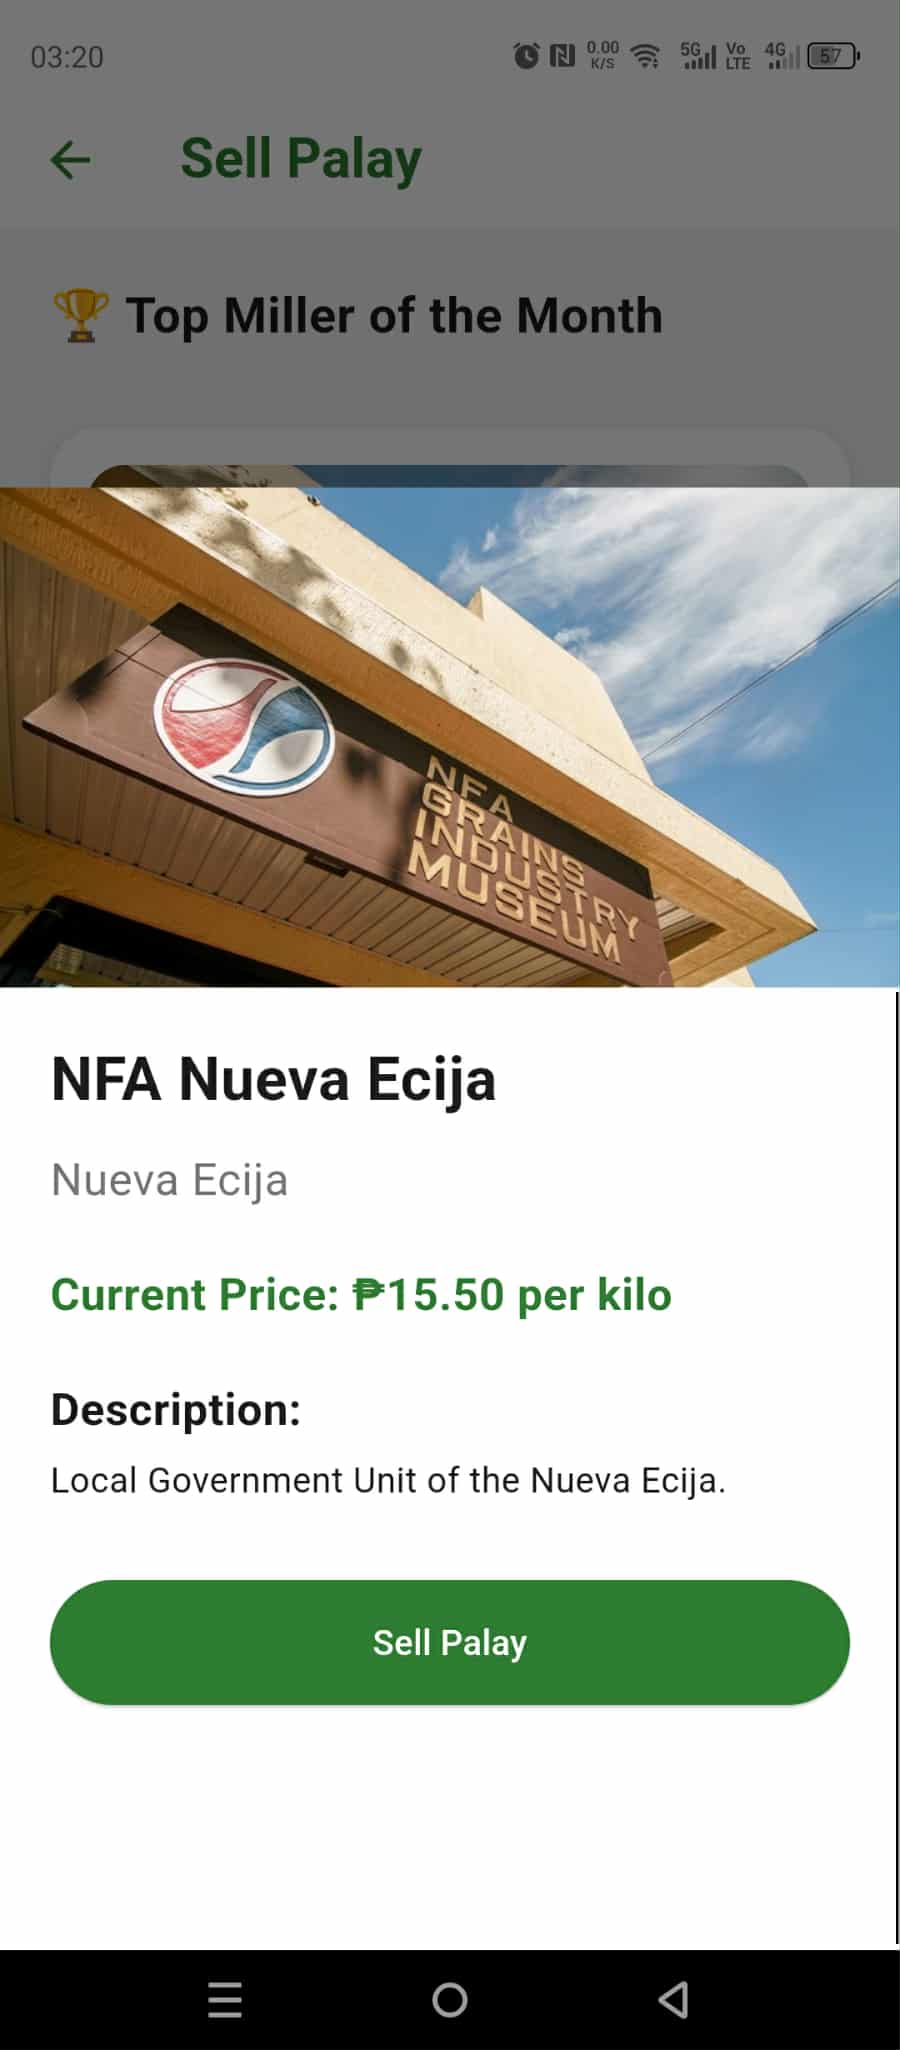 03:20
0.00
K/S
5G
Vo
LTE
4G
57
Sell Palay
Top Miller of the Month
NFA
GRAINS
INDUSTRY
MUSEUM
NFA Nueva Ecija
Nueva Ecija
Current Price: ₱15.50 per kilo
Description:
Local Government Unit of the Nueva Ecija.
Sell Palay